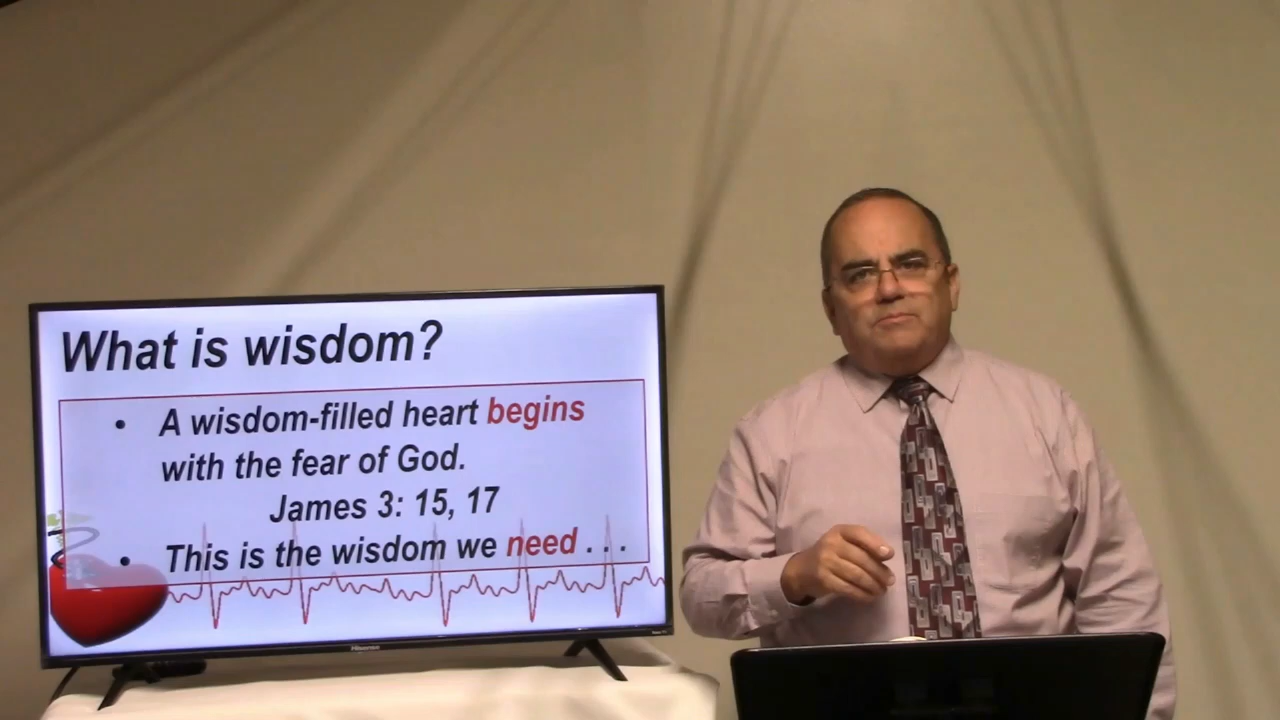 What is wisdom?
• A wisdom-filled heart begins
with the fear of God.
James 3: 15, 17
• This is the wisdom we need . . .
Hisense